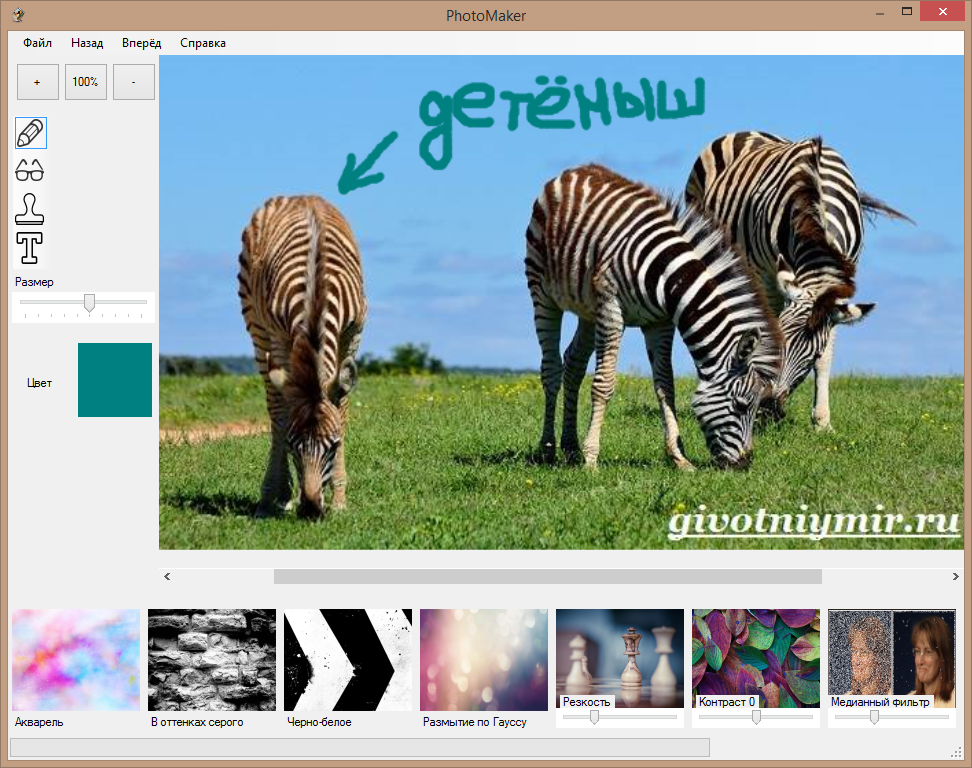 PhotoMaker
Файл Назад Вперёд Справка
+ 100% -
детёныш
Размер
Цвет
givotniymir.ru
Акварель
В оттенках серого
Черно-белое
Размытие по Гауссу
Резкость
Контраст 0
Медианный фильтр